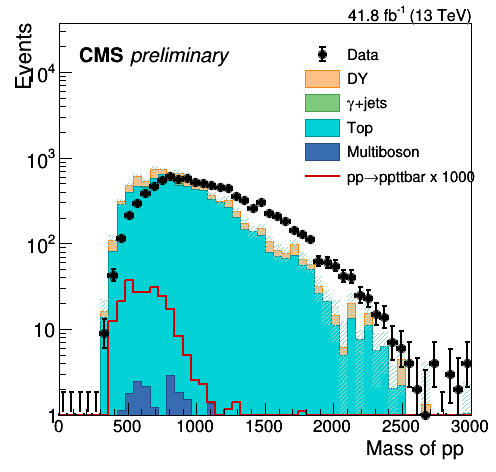 41.8 fb⁻¹ (13 TeV)
Events
CMS preliminary
Data
DY
γ+jets
Top
Multiboson
pp→ppttbar x 1000
10⁴
10³
10²
10
1
0 500 1000 1500 2000 2500 3000
Mass of pp